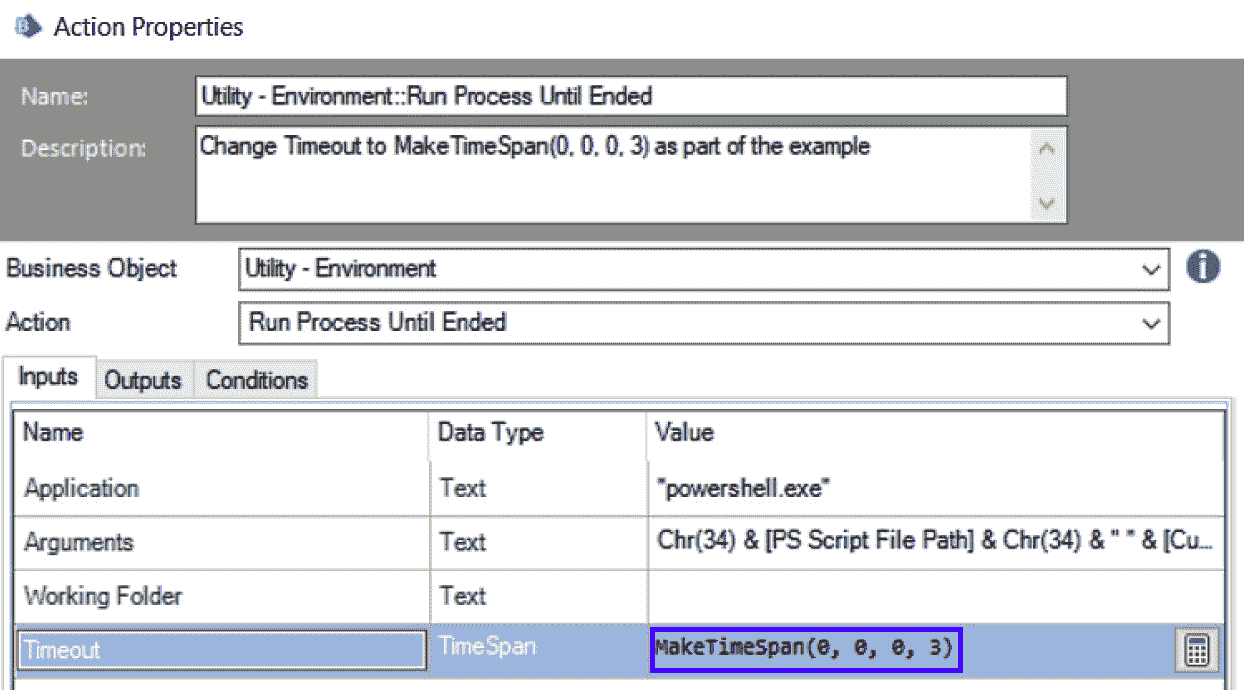 Action Properties
Name:
Utility - Environment::Run Process Until Ended
Description:
Change Timeout to MakeTimeSpan(0, 0, 0, 3) as part of the example
Business Object
Utility - Environment
Action
Run Process Until Ended
Inputs Outputs Conditions
Name Data Type Value
Application Text "powershell.exe"
Arguments Text Chr(34) & [PS Script File Path] & Chr(34) & " " & [Cu...
Working Folder Text
Timeout TimeSpan MakeTimeSpan(0, 0, 0, 3)